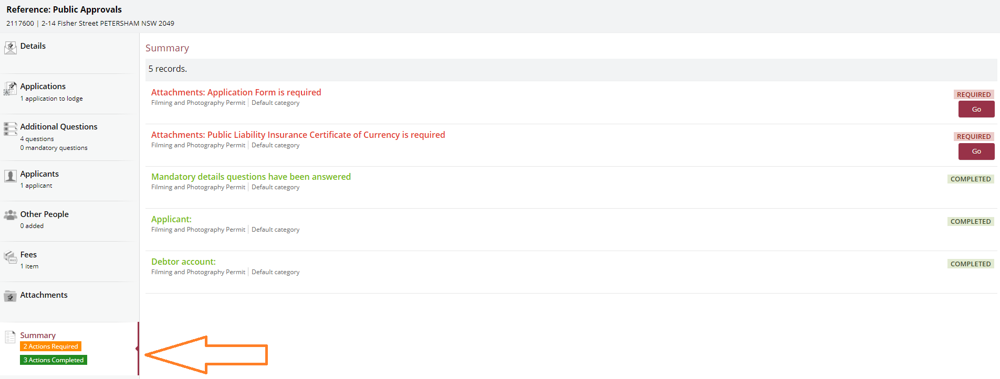 Reference: Public Approvals
2117600 | 2-14 Fisher Street PETERSHAM NSW 2049
Details
Applications
1 application to lodge
Additional Questions
4 questions
0 mandatory questions
Applicants
1 applicant
Other People
0 added
Fees
1 item
Attachments
Summary
2 Actions Required
3 Actions Completed
Summary
5 records.
Attachments: Application Form is required
Filming and Photography Permit | Default category
REQUIRED
Go
Attachments: Public Liability Insurance Certificate of Currency is required
Filming and Photography Permit | Default category
REQUIRED
Go
Mandatory details questions have been answered
Filming and Photography Permit | Default category
COMPLETED
Applicant:
Filming and Photography Permit | Default category
COMPLETED
Debtor account:
Filming and Photography Permit | Default category
COMPLETED